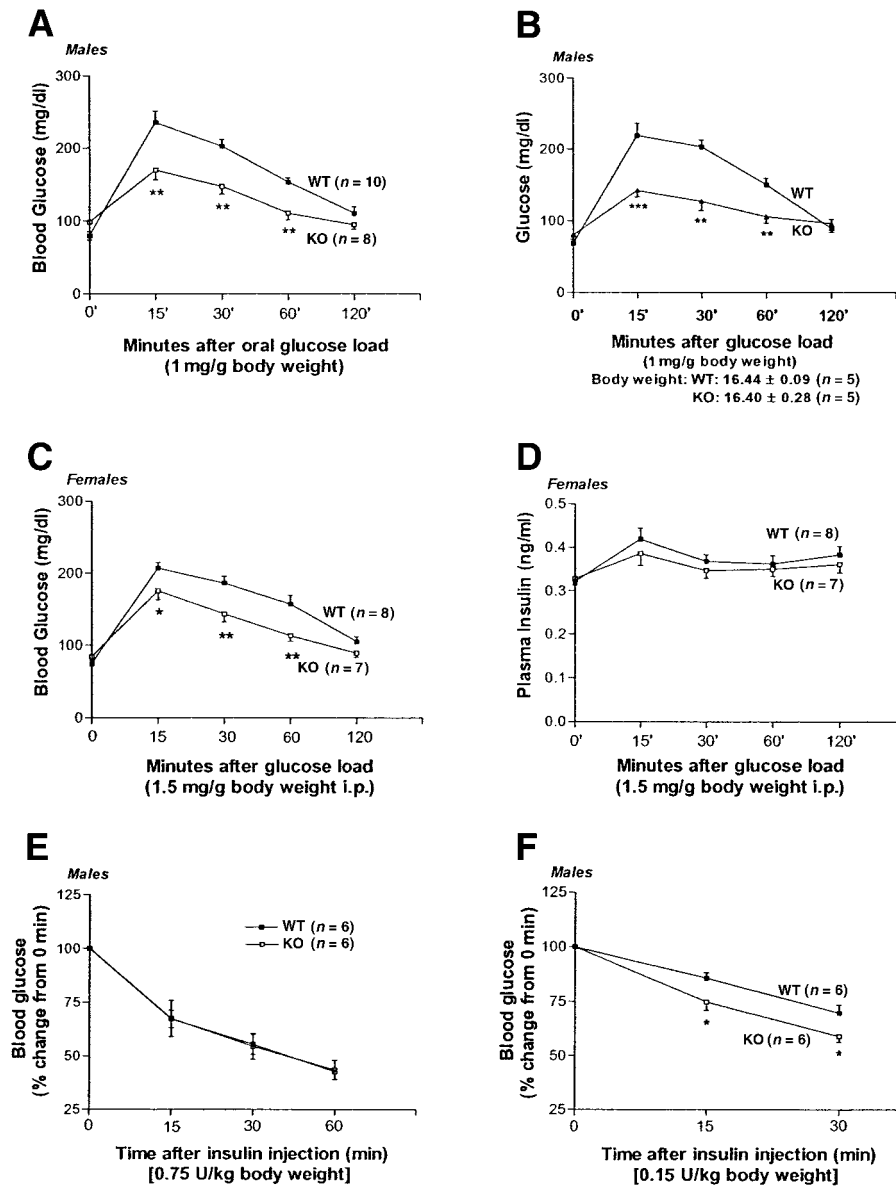 A
Males
Blood Glucose (mg/dl)
300
200
100
0
WT (n = 10)
KO (n = 8)
**
**
**
0'
15'
30'
60'
120'
Minutes after oral glucose load
(1 mg/g body weight)
B
Males
Glucose (mg/dl)
300
200
100
0
WT
KO
***
**
**
0'
15'
30'
60'
120'
Minutes after glucose load
(1 mg/g body weight)
Body weight: WT: 16.44 ± 0.09 (n = 5)
KO: 16.40 ± 0.28 (n = 5)
C
Females
Blood Glucose (mg/dl)
300
200
100
0
WT (n = 8)
KO (n = 7)
*
**
**
0
15
30
60
120
Minutes after glucose load
(1.5 mg/g body weight i.p.)
D
Females
Plasma Insulin (ng/ml)
0.5
0.4
0.3
0.2
0.1
0.0
WT (n = 8)
KO (n = 7)
0'
15'
30'
60'
120'
Minutes after glucose load
(1.5 mg/g body weight i.p.)
E
Males
Blood glucose
(% change from 0 min)
125
100
75
50
25
WT (n = 6)
KO (n = 6)
0
15
30
60
Time after insulin injection (min)
[0.75 U/kg body weight]
F
Males
Blood glucose
(% change from 0 min)
125
100
75
50
25
WT (n = 6)
KO (n = 6)
*
*
0
15
30
Time after insulin injection (min)
[0.15 U/kg body weight]